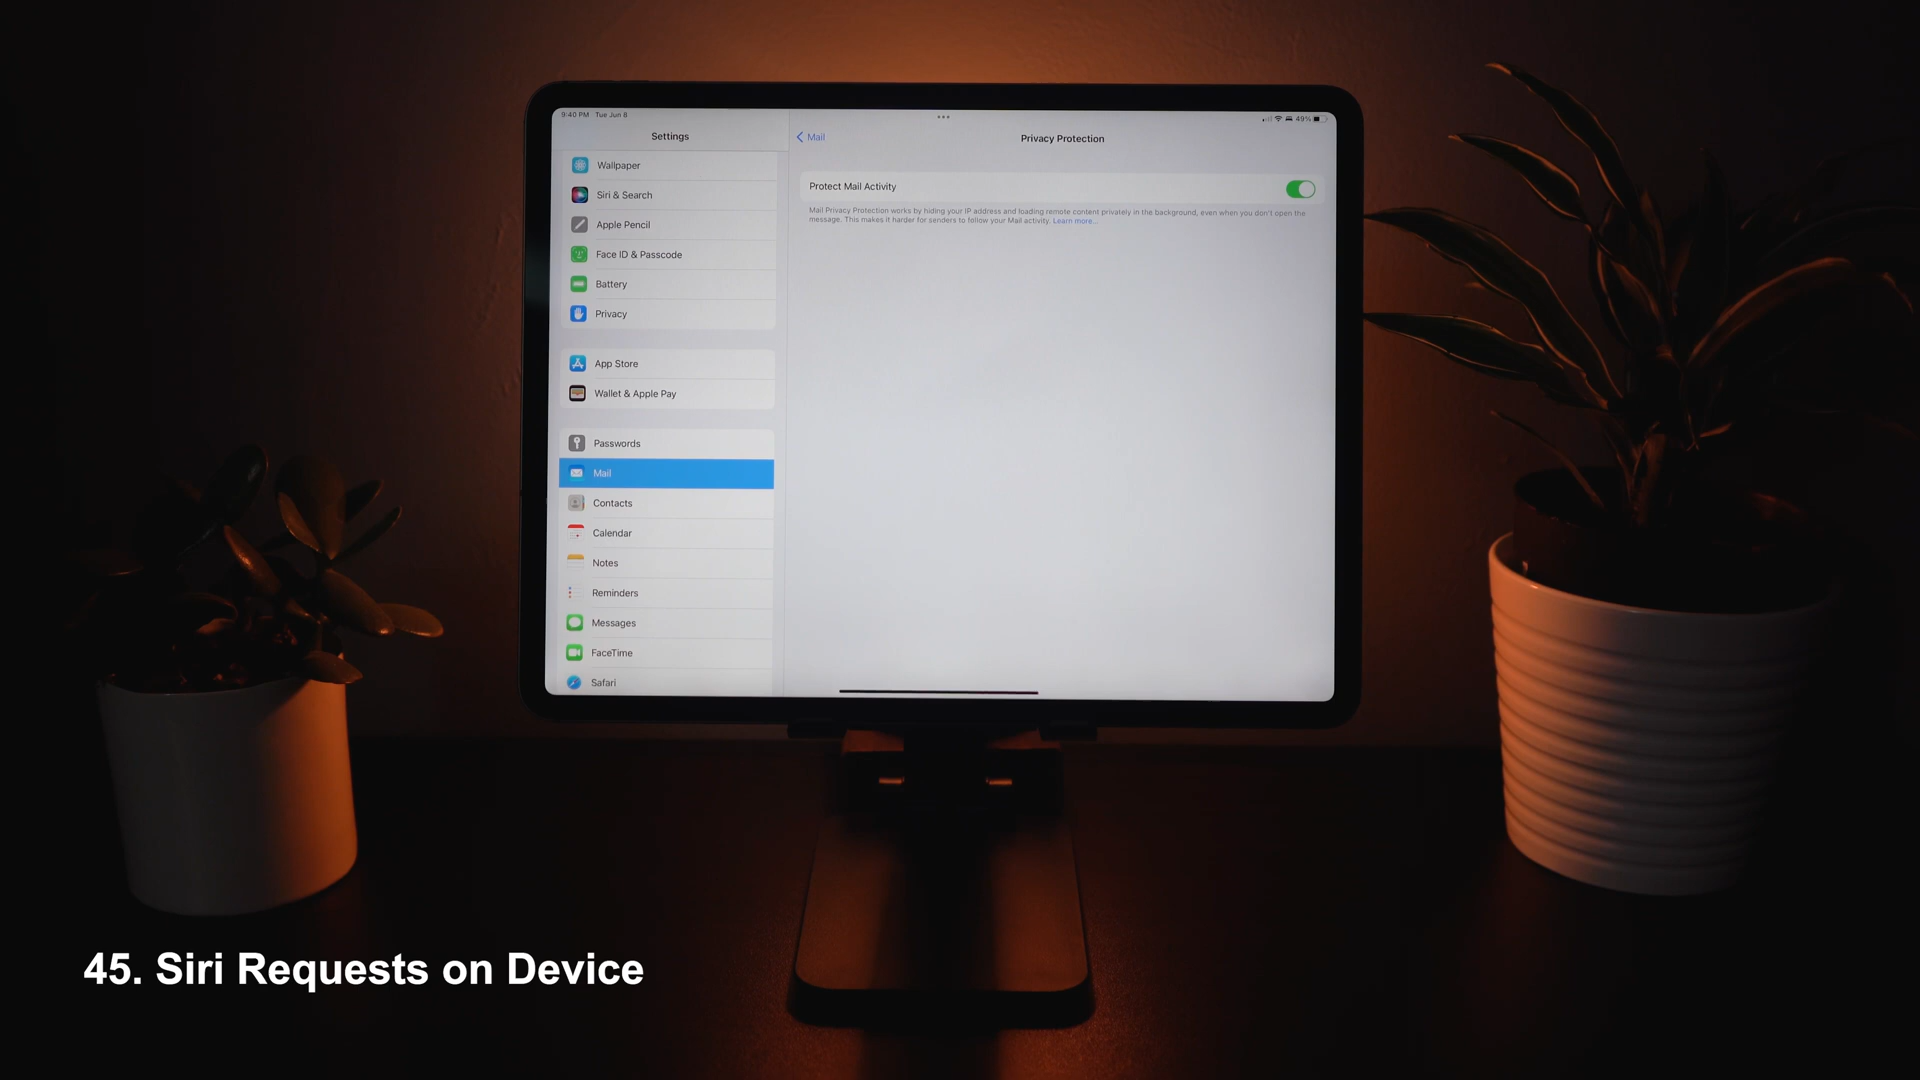 9:40 PM Tue Jun 8
49%
Settings
Wallpaper
Siri & Search
Apple Pencil
Face ID & Passcode
Battery
Privacy
App Store
Wallet & Apple Pay
Passwords
Mail
Contacts
Calendar
Notes
Reminders
Messages
FaceTime
Safari
Mail
Privacy Protection
Protect Mail Activity
Mail Privacy Protection works by hiding your IP address and loading remote content privately in the background, even when you don't open the
message. This makes it harder for senders to follow your Mail activity. Learn more...
45. Siri Requests on Device